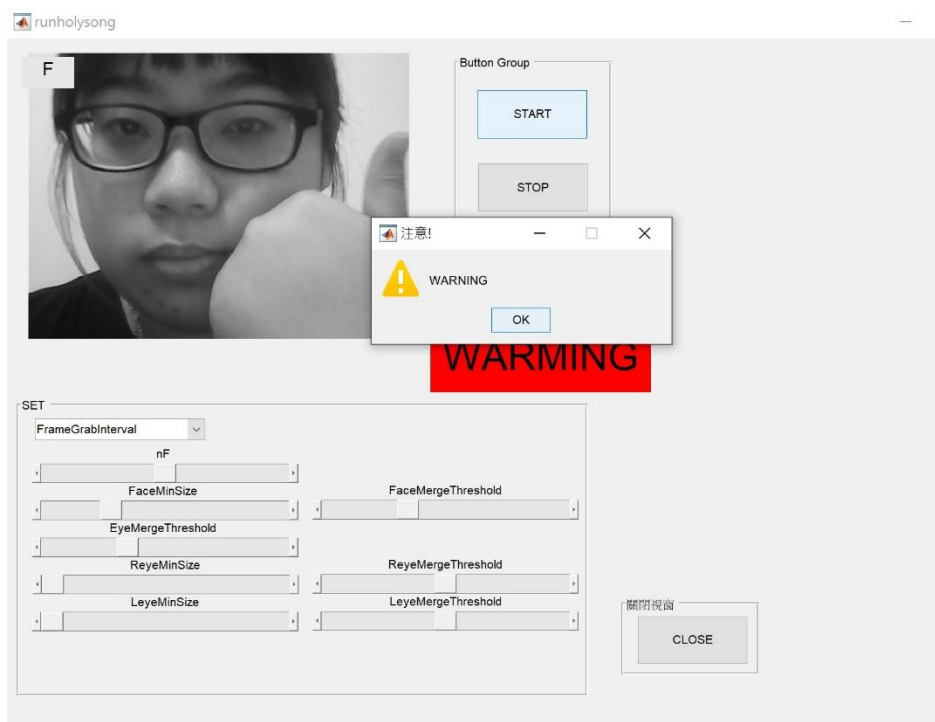 runholysong
F
Button Group
START
STOP
注意!
WARNING
OK
WARMING
SET
FrameGrabInterval
nF
FaceMinSize
FaceMergeThreshold
EyeMergeThreshold
ReyeMinSize
ReyeMergeThreshold
LeyeMinSize
LeyeMergeThreshold
關閉視窗
CLOSE